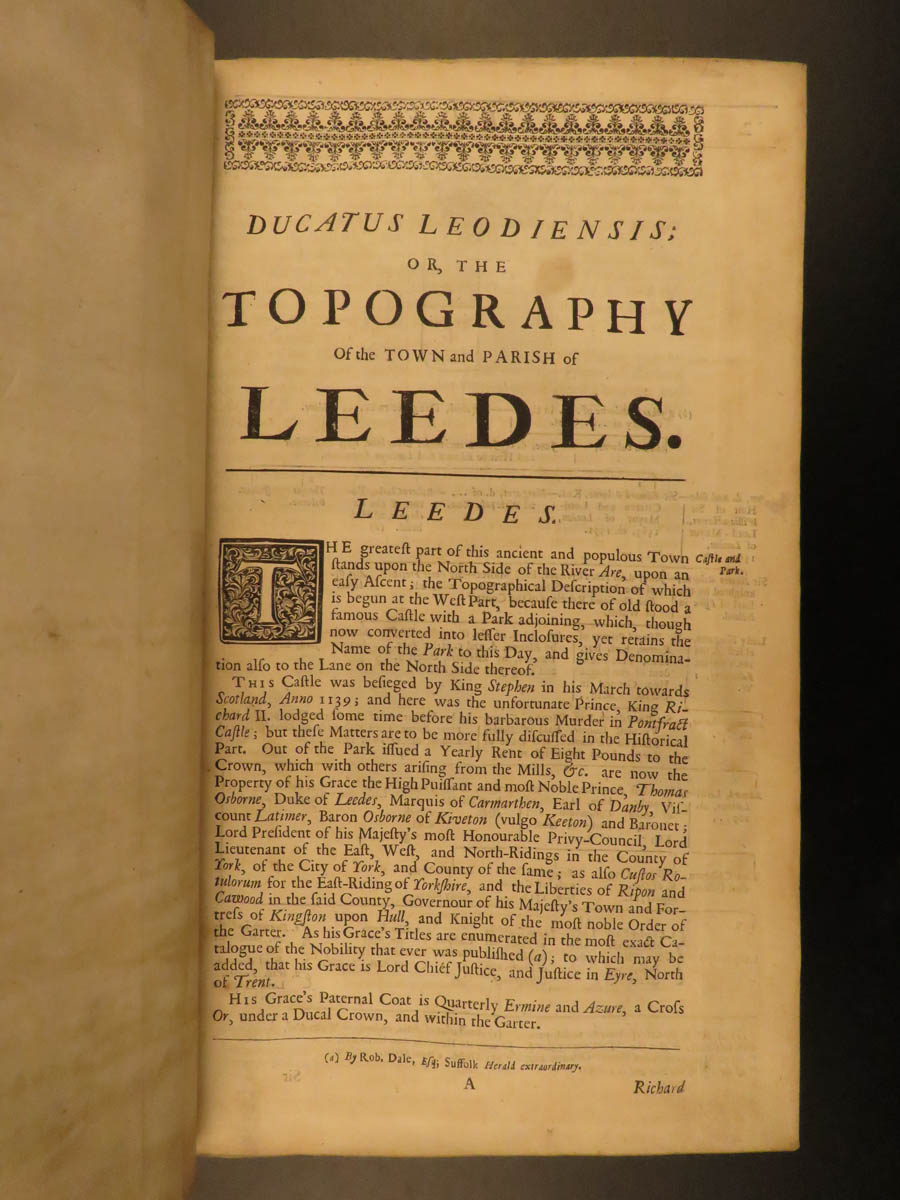 DUCATUS LEODIENSIS;
OR, THE
TOPOGRAPHY
Of the TOWN and PARISH of
LEEDES.
LEEDES.
THE greateſt part of this ancient and populous Town
Caſtle and
ſtands upon the North Side of the River Are, upon an
Park.
eaſy Aſcent; the Topographical Deſcription of which
is begun at the Weſt Part, becauſe there of old ſtood a
famous Caſtle with a Park adjoining, which, though
now converted into leſſer Incloſures, yet retains the
Name of the Park to this Day, and gives Denomina-
tion alſo to the Lane on the North Side thereof.
THIS Caſtle was beſieged by King Stephen in his March towards
Scotland, Anno 1139; and here was the unfortunate Prince, King Ri-
chard II. lodged ſome time before his barbarous Murder in Pontfract
Caſtle; but theſe Matters are to be more fully diſcuſſed in the Hiſtorical
Part. Out of the Park iſſued a Yearly Rent of Eight Pounds to the
Crown, which with others ariſing from the Mills, &c. are now the
Property of his Grace the High Puiſſant and moſt Noble Prince, Thomas
Osborne, Duke of Leedes, Marquis of Carmarthen, Earl of Danby, Viſ-
count Latimer, Baron Osborne of Kiveton (vulgo Keeton) and Baronet;
Lord Preſident of his Majeſty's moſt Honourable Privy-Council, Lord
Lieutenant of the Eaſt, Weſt, and North-Ridings in the County of
York, of the City of York, and County of the ſame; as alſo Cuſtos Ro-
tulorum for the Eaſt-Riding of Yorkſhire, and the Liberties of Ripon and
Cawood in the ſaid County, Governour of his Majeſty's Town and For-
treſs of Kingſton upon Hull, and Knight of the moſt noble Order of
the Garter. As his Grace's Titles are enumerated in the moſt exact Ca-
talogue of the Nobility that ever was publiſhed (a); to which may be
added, that his Grace is Lord Chief Juſtice, and Juſtice in Eyre, North
of Trent.
HIS Grace's Paternal Coat is Quarterly Ermine and Azure, a Croſs
Or, under a Ducal Crown, and within the Garter.
(a) By Rob. Dale, Eſq; Suffolk Herald extraordinary.
A
Richard